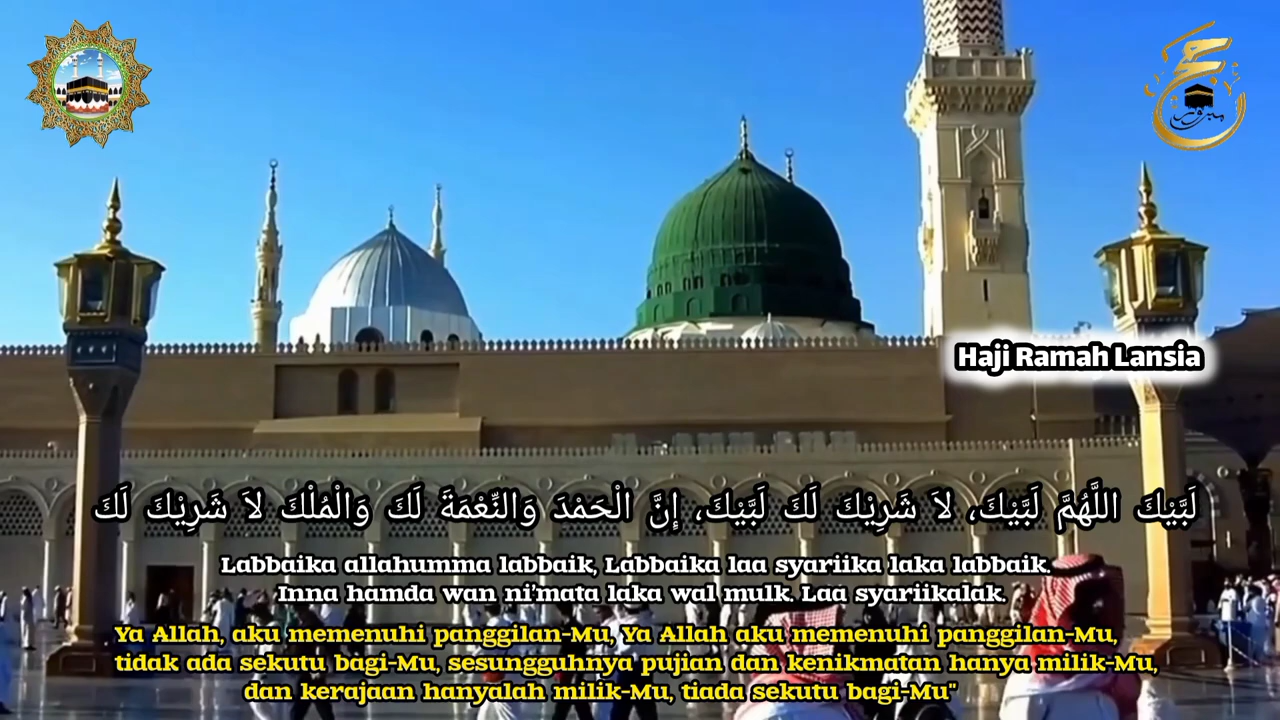 حج
مبرور
Haji Ramah Lansia
لَبَّيْكَ اللَّهُمَّ لَبَّيْكَ، لاَ شَرِيْكَ لَكَ لَبَّيْكَ، إِنَّ الْحَمْدَ وَالنِّعْمَةَ لَكَ وَالْمُلْكَ لاَ شَرِيْكَ لَكَ
Labbaika allahumma labbaik, Labbaika laa syariika laka labbaik.
Inna hamda wan ni'mata laka wal mulk. Laa syariikalak.
Ya Allah, aku memenuhi panggilan-Mu, Ya Allah aku memenuhi panggilan-Mu,
tidak ada sekutu bagi-Mu, sesungguhnya pujian dan kenikmatan hanya milik-Mu,
dan kerajaan hanyalah milik-Mu, tiada sekutu bagi-Mu"